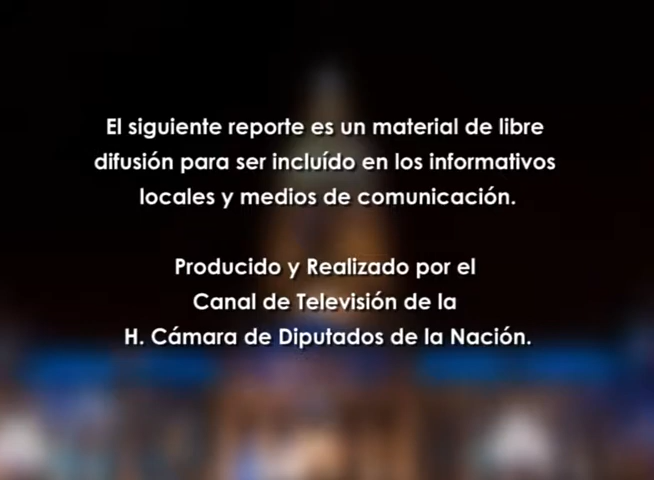 El siguiente reporte es un material de libre
difusión para ser incluído en los informativos
locales y medios de comunicación.
Producido y Realizado por el
Canal de Televisión de la
H. Cámara de Diputados de la Nación.